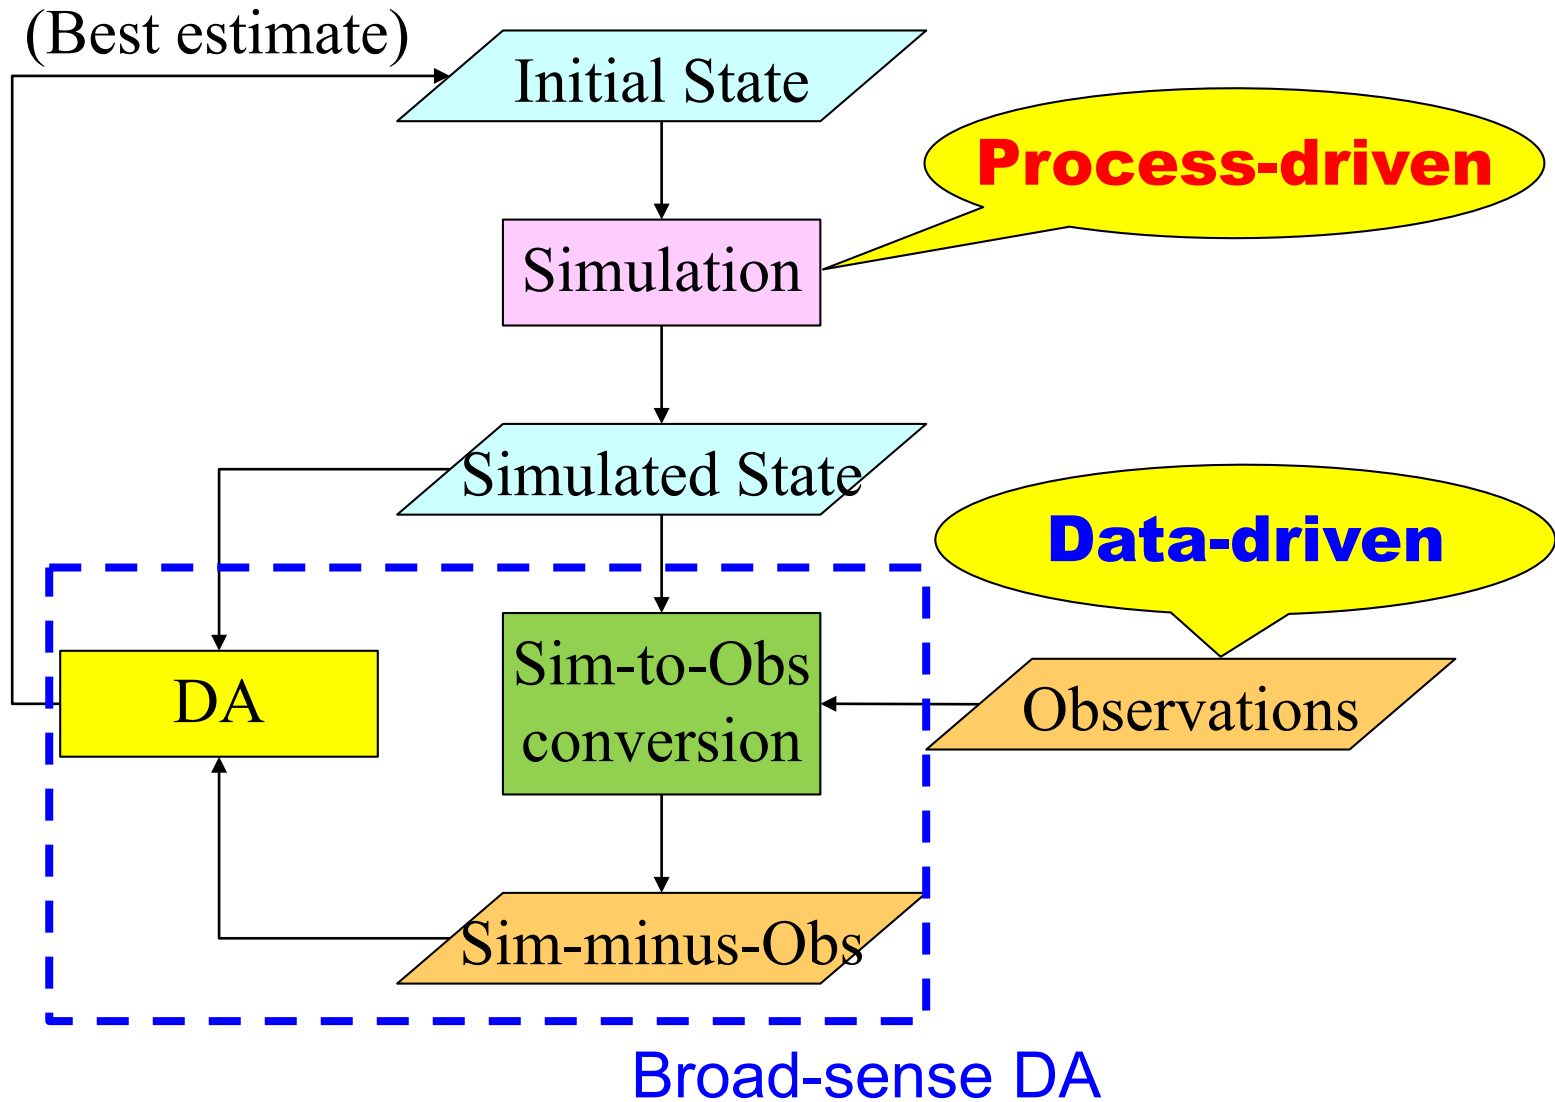 (Best estimate)
Initial State
Process-driven
Simulation
Simulated State
Data-driven
DA
Sim-to-Obs
conversion
Observations
Sim-minus-Obs
Broad-sense DA